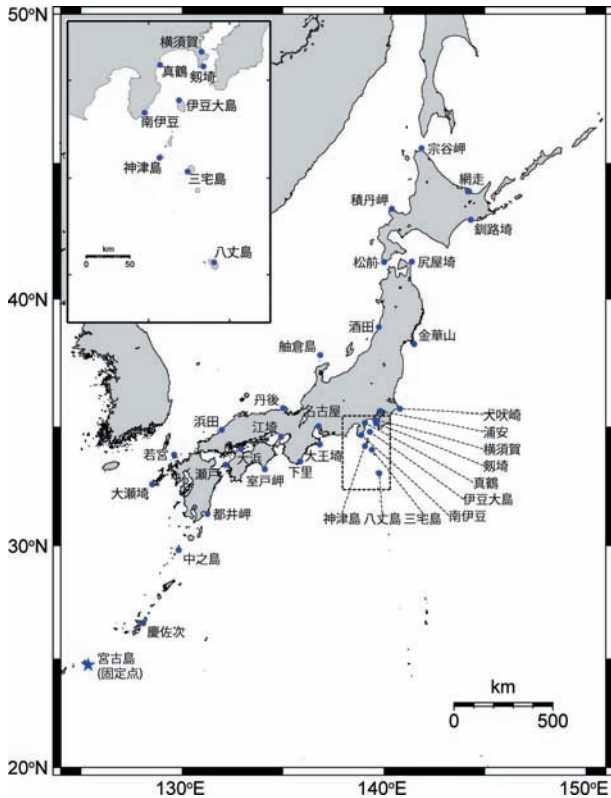 50°N
横須賀
真鶴
剱埼
伊豆大島
南伊豆
神津島
三宅島
km
0
50
八丈島
宗谷岬
網走
積丹岬
釧路埼
松前
尻屋埼
40°N
酒田
金華山
舳倉島
丹後
名古屋
浜田
江埼
犬吠崎
浦安
横須賀
剱埼
真鶴
伊豆大島
南伊豆
若宮
瀬戸
大浜
大王埼
下里
室戸岬
大瀬埼
神津島
八丈島
三宅島
都井岬
30°N
中之島
慶佐次
宮古島
(固定点)
km
0
500
20°N
130°E
140°E
150°E